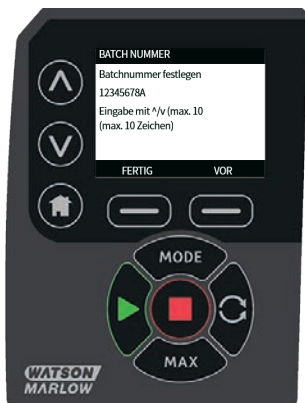 BATCH NUMMER
Batchnummer festlegen
12345678A
Eingabe mit ^/v (max. 10
(max. 10 Zeichen)
FERTIG VOR
MODE
MAX
WATSON
MARLOW